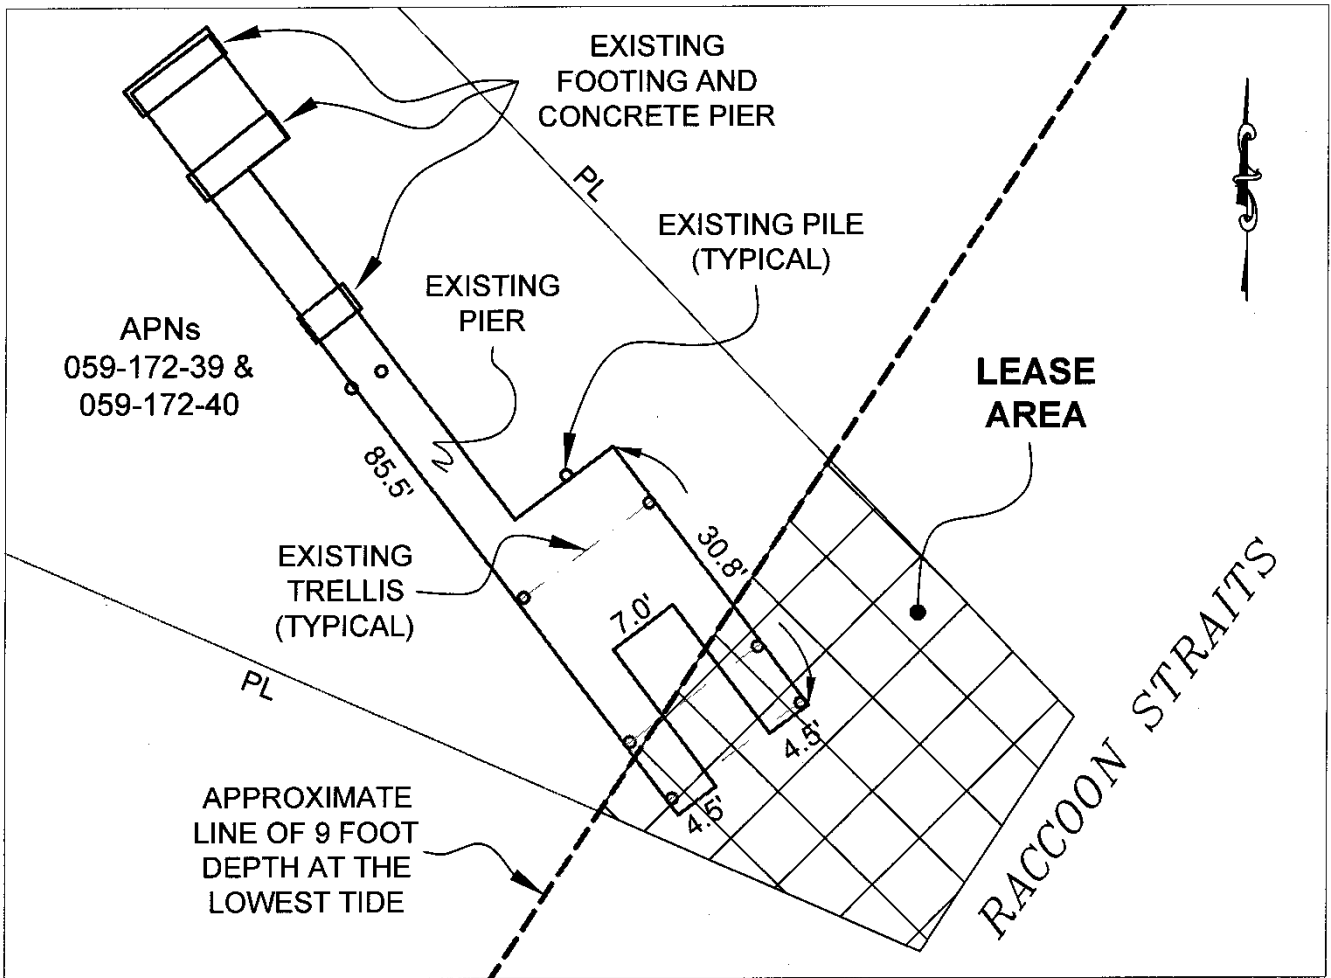 EXISTING
FOOTING AND
CONCRETE PIER
PL
EXISTING PILE
(TYPICAL)
EXISTING
PIER
APNs
059-172-39 &
059-172-40
LEASE
AREA
85.5'
30.8'
EXISTING
TRELLIS
(TYPICAL)
7.0'
PL
4.5'
4.5'
APPROXIMATE
LINE OF 9 FOOT
DEPTH AT THE
LOWEST TIDE
RACCOON STRAITS